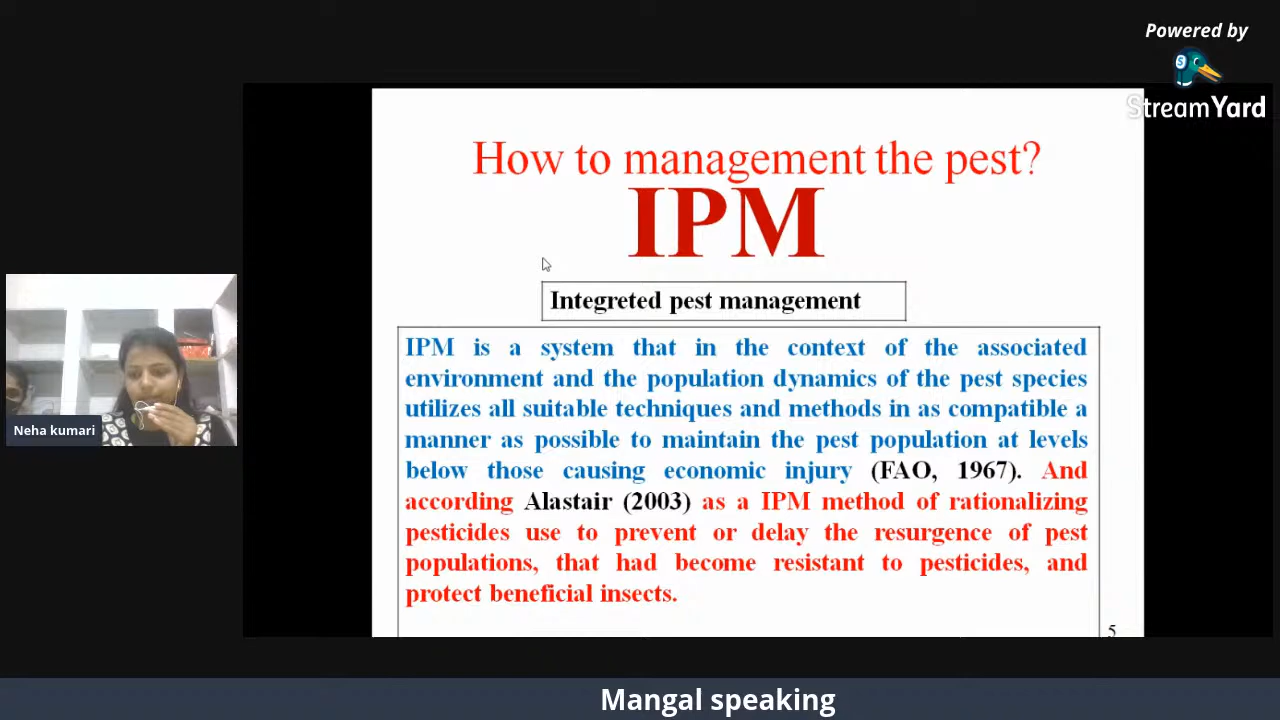 Powered by
StreamYard
How to management the pest?
IPM
Integreted pest management
IPM is a system that in the context of the associated
environment and the population dynamics of the pest species
utilizes all suitable techniques and methods in as compatible a
manner as possible to maintain the pest population at levels
below those causing economic injury (FAO, 1967). And
according Alastair (2003) as a IPM method of rationalizing
pesticides use to prevent or delay the resurgence of pest
populations, that had become resistant to pesticides, and
protect beneficial insects.
5
Neha kumari
Mangal speaking